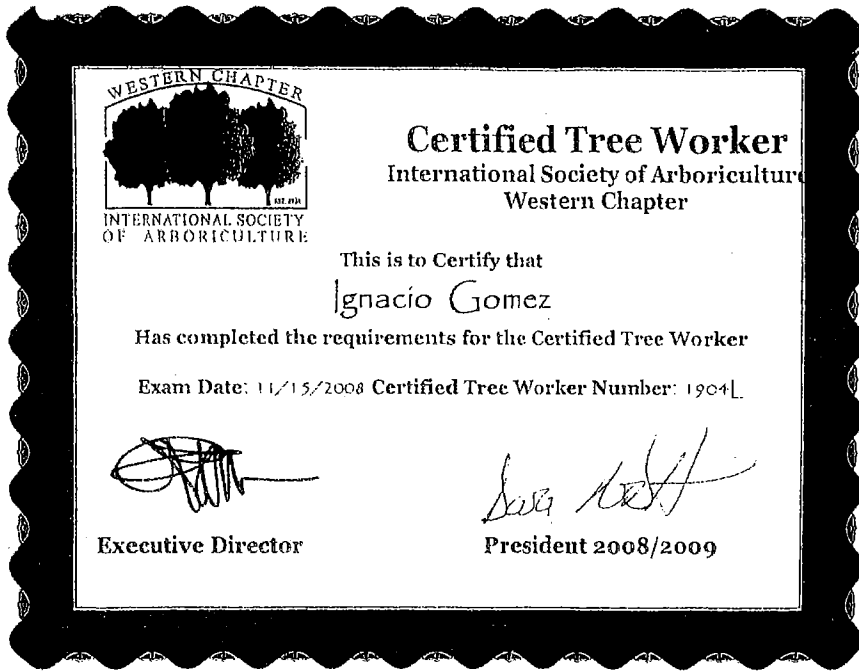 WESTERN CHAPTER
INTERNATIONAL SOCIETY
OF ARBORICULTURE
Certified Tree Worker
International Society of Arboriculture
Western Chapter
This is to Certify that
Ignacio Gomez
Has completed the requirements for the Certified Tree Worker
Exam Date: 11/15/2008 Certified Tree Worker Number: 1904L
Executive Director
President 2008/2009